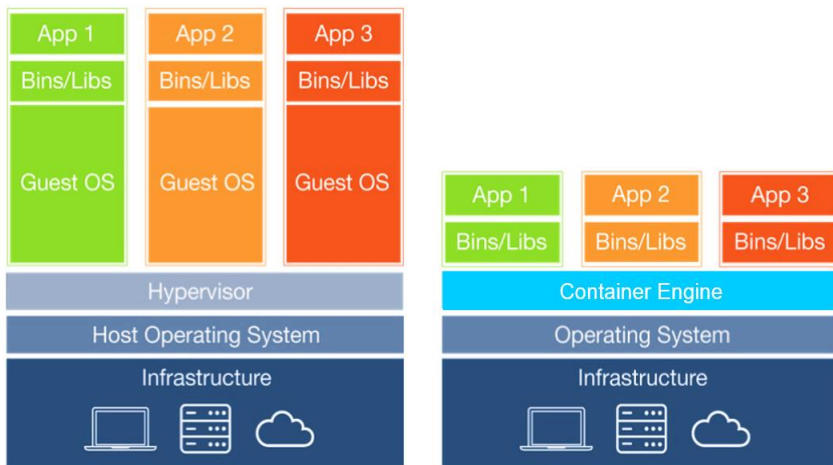 App 1
App 2
App 3
Bins/Libs
Bins/Libs
Bins/Libs
Guest OS
Guest OS
Guest OS
Hypervisor
Host Operating System
Infrastructure
App 1
App 2
App 3
Bins/Libs
Bins/Libs
Bins/Libs
Container Engine
Operating System
Infrastructure